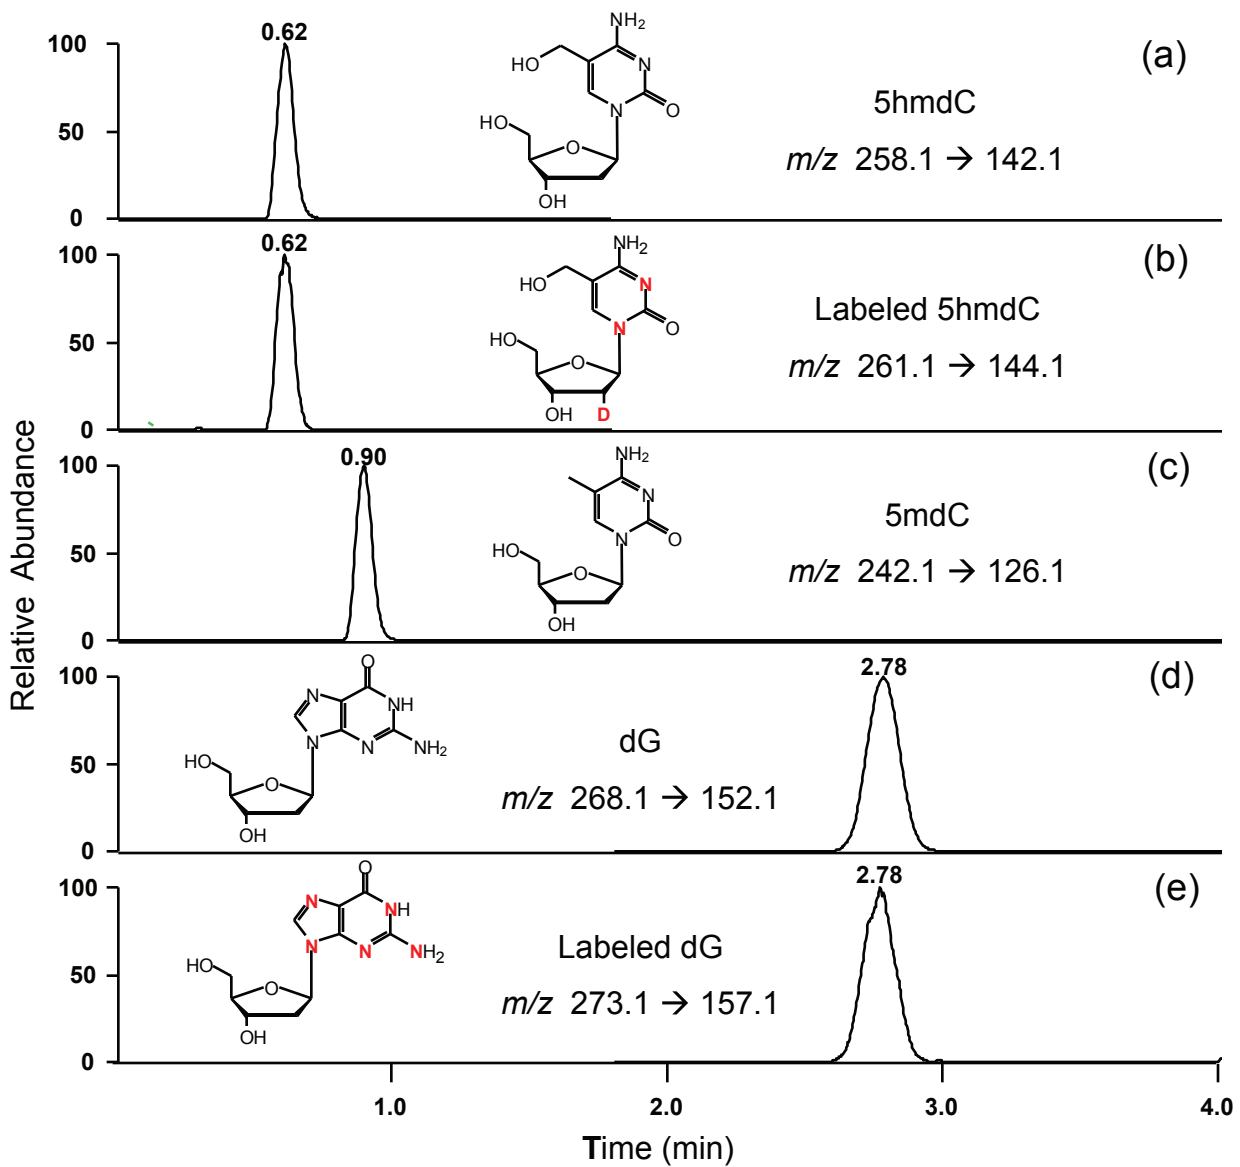 0.62
(a)
100
50
0
NH2
HO
N
N
O
HO
O
OH
5hmdC
m/z 258.1 → 142.1
0.62
(b)
100
50
0
NH2
HO
N
N
O
HO
O
OH
D
Labeled 5hmdC
m/z 261.1 → 144.1
0.90
(c)
100
50
0
NH2
N
N
O
HO
O
OH
5mdC
m/z 242.1 → 126.1
2.78
(d)
100
50
0
O
N
NH
N
N
NH2
HO
O
OH
dG
m/z 268.1 → 152.1
2.78
(e)
100
50
0
O
N
NH
N
N
NH2
HO
O
OH
Labeled dG
m/z 273.1 → 157.1
Relative Abundance
1.0 2.0 3.0 4.0
Time (min)